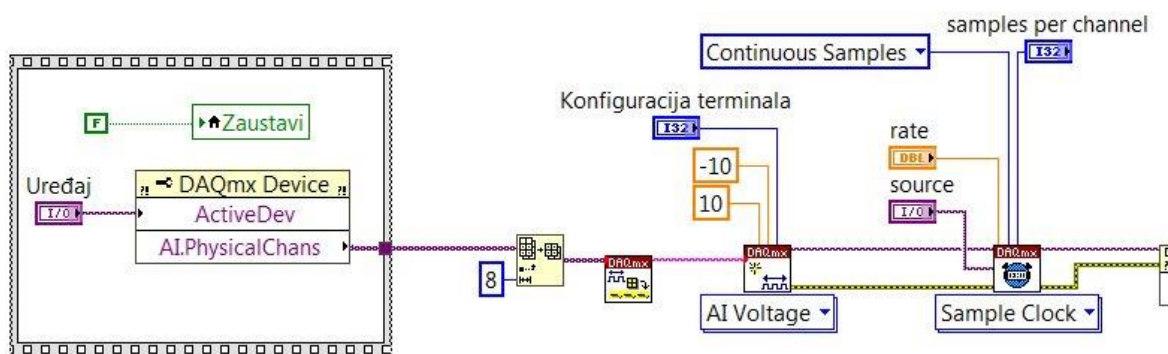 samples per channel
I32
Continuous Samples
Konfiguracija terminala
I32
F
Zaustavi
-10
10
rate
DBL
source
I/O
Uređaj
I/O
DAQmx Device
ActiveDev
AI.PhysicalChans
8
DAQmx
DAQmx
DAQmx
AI Voltage
Sample Clock